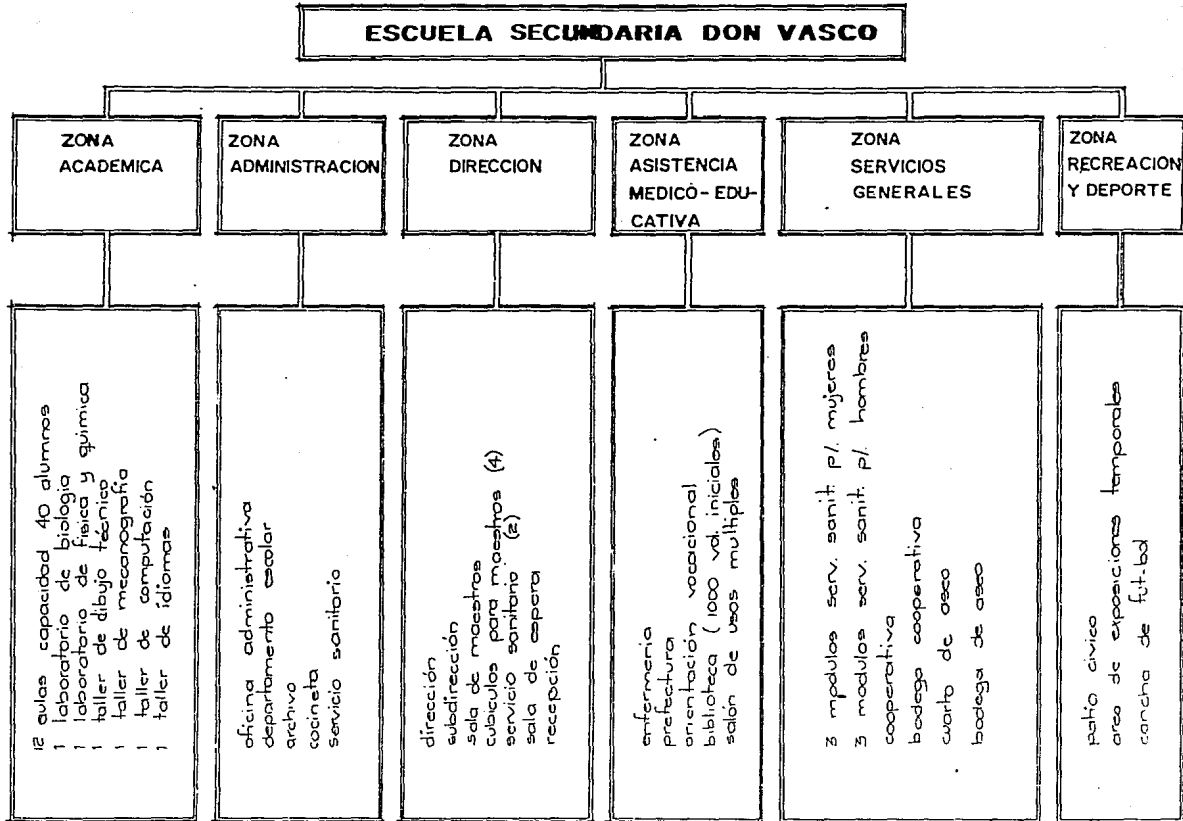 ESCUELA SECUNDARIA DON VASCO
ZONA
ACADEMICA
ZONA
ADMINISTRACION
ZONA
DIRECCION
ZONA
ASISTENCIA
MEDICO-EDU-
CATIVA
ZONA
SERVICIOS
GENERALES
ZONA
RECREACION
Y DEPORTE
12 aulas capacidad 40 alumnos
1 laboratorio de biologia
1 laboratorio de fisica y quimica
1 taller de dibujo técnico
1 taller de mecanografía
1 taller de computación
1 taller de idiomas
oficina administrativa
departamento escolar
archivo
cocineta
servicio sanitario
dirección
subdirección
sala de maestros
cubiculos para maestros (4)
servicio sanitario (2)
sala de espera
recepción
enfermeria
prefectura
orientación vocacional
biblioteca (1000 vol. iniciales)
salón de usos multiples
3 modulos serv. sanit. p/. mujeres
3 modulos serv. sanit. p/. hombres
cooperativa
bodega cooperativa
cuarto de aseo
bodega de aseo
patio civico
area de exposiciones temporales
cancha de fut-bol